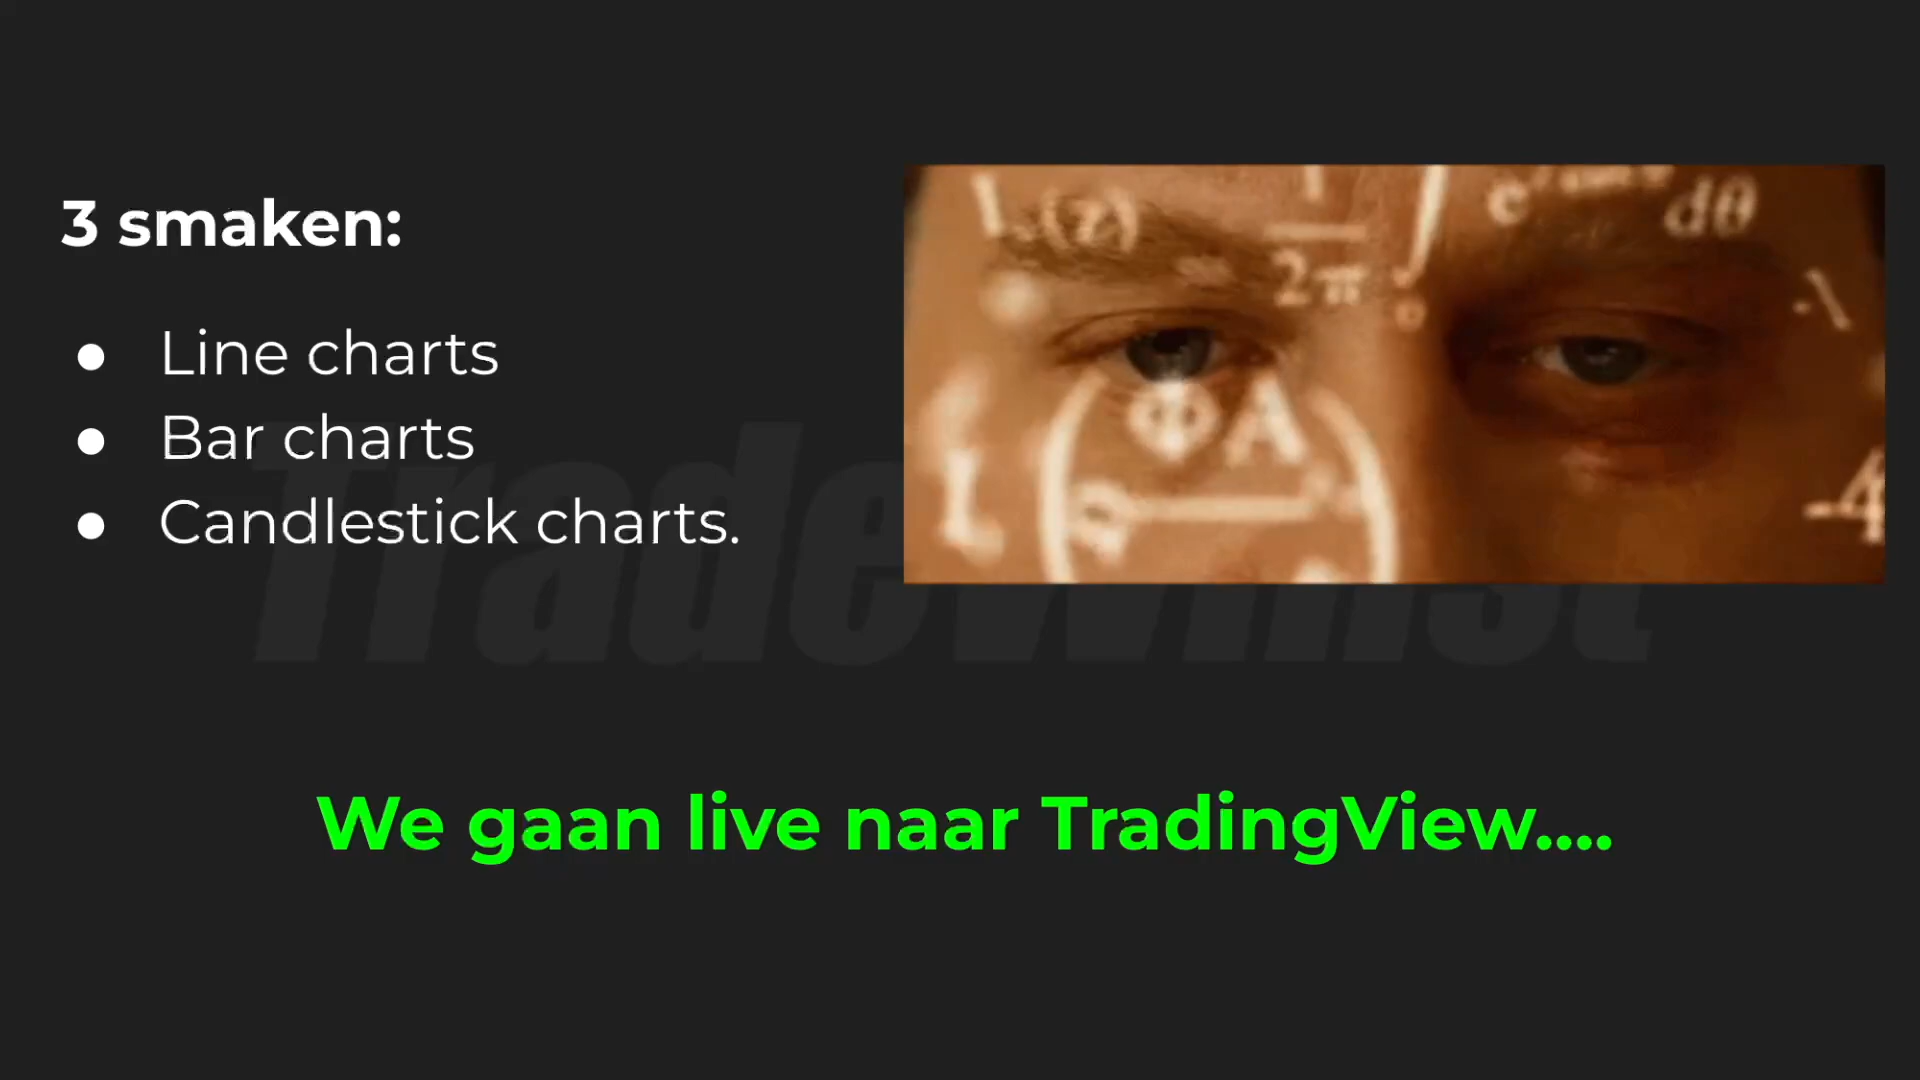 3 smaken:
● Line charts
● Bar charts
● Candlestick charts.
We gaan live naar TradingView....